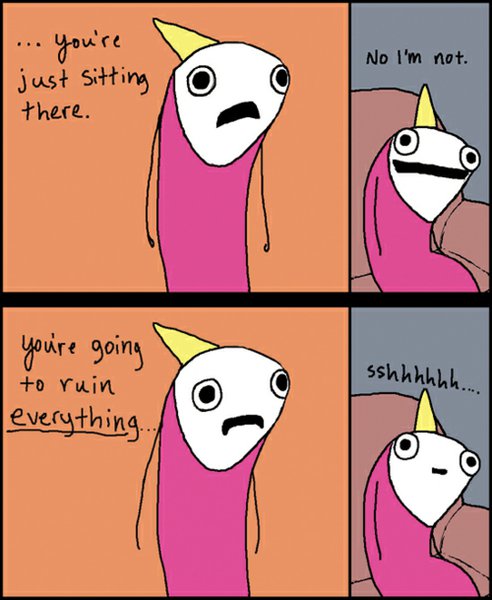 ... you're
just sitting
there.
No I'm not.
you're going
to ruin
everything...
sshhhhhh....